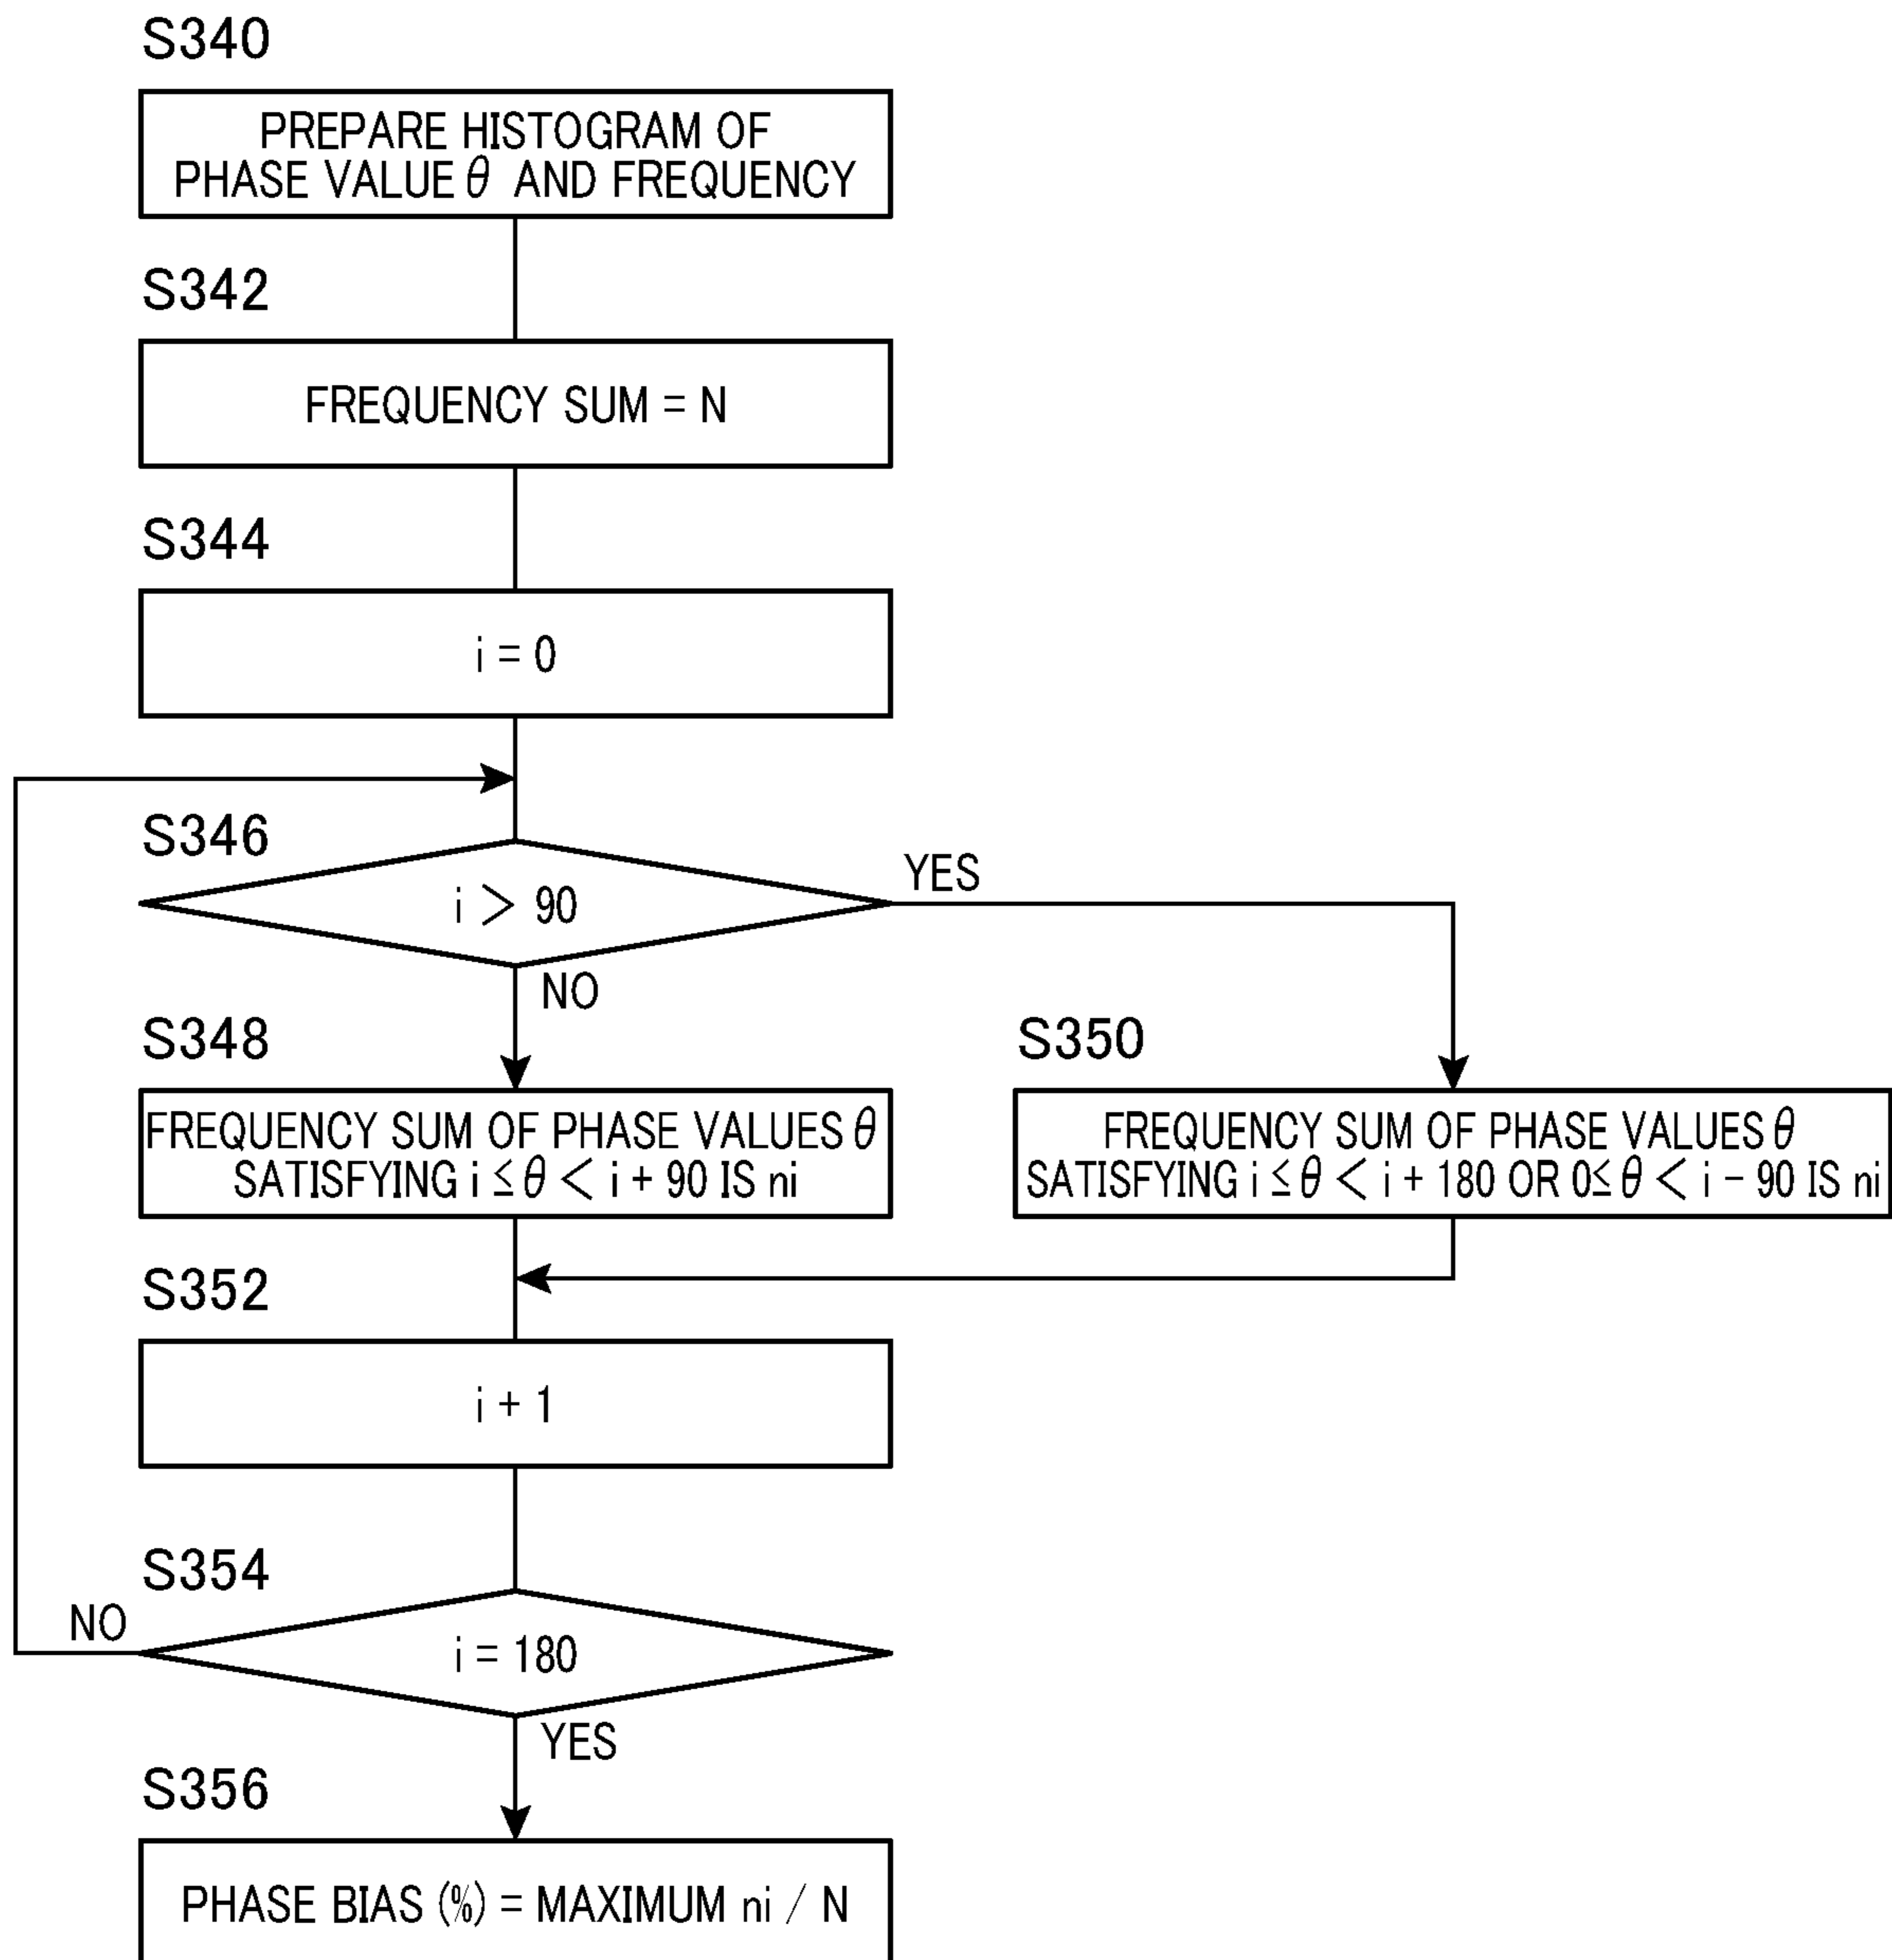 S340
PREPARE HISTOGRAM OF
PHASE VALUE θ AND FREQUENCY
S342
FREQUENCY SUM = N
S344
i = 0
S346
i > 90
YES
NO
S348
FREQUENCY SUM OF PHASE VALUES θ
SATISFYING i ≦ θ < i + 90 IS ni
S350
FREQUENCY SUM OF PHASE VALUES θ
SATISFYING i ≦ θ < i + 180 OR 0≦ θ < i − 90 IS ni
S352
i + 1
S354
NO
i = 180
YES
S356
PHASE BIAS (%) = MAXIMUM ni / N